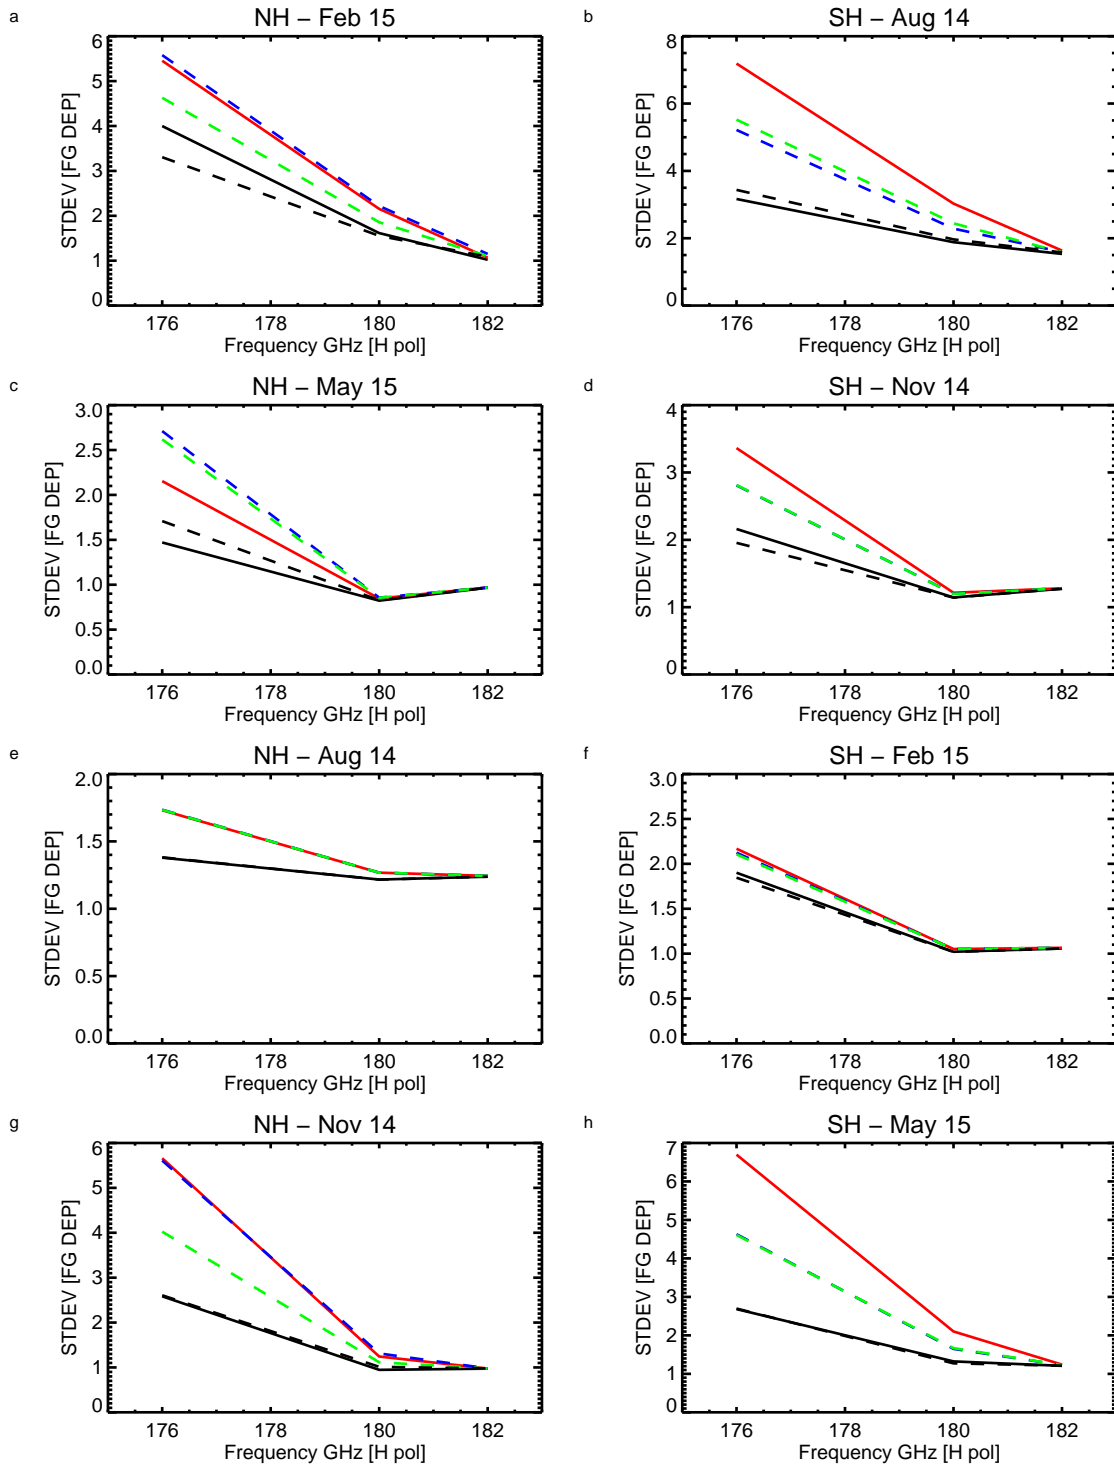 a
NH – Feb 15
6
5
4
3
2
1
0
STDEV [FG DEP]
176 178 180 182
Frequency GHz [H pol]
b
SH – Aug 14
8
6
4
2
0
STDEV [FG DEP]
176 178 180 182
Frequency GHz [H pol]
c
NH – May 15
3.0
2.5
2.0
1.5
1.0
0.5
0.0
STDEV [FG DEP]
176 178 180 182
Frequency GHz [H pol]
d
SH – Nov 14
4
3
2
1
0
STDEV [FG DEP]
176 178 180 182
Frequency GHz [H pol]
e
NH – Aug 14
2.0
1.5
1.0
0.5
0.0
STDEV [FG DEP]
176 178 180 182
Frequency GHz [H pol]
f
SH – Feb 15
3.0
2.5
2.0
1.5
1.0
0.5
0.0
STDEV [FG DEP]
176 178 180 182
Frequency GHz [H pol]
g
NH – Nov 14
6
5
4
3
2
1
0
STDEV [FG DEP]
176 178 180 182
Frequency GHz [H pol]
h
SH – May 15
7
6
5
4
3
2
1
0
STDEV [FG DEP]
176 178 180 182
Frequency GHz [H pol]